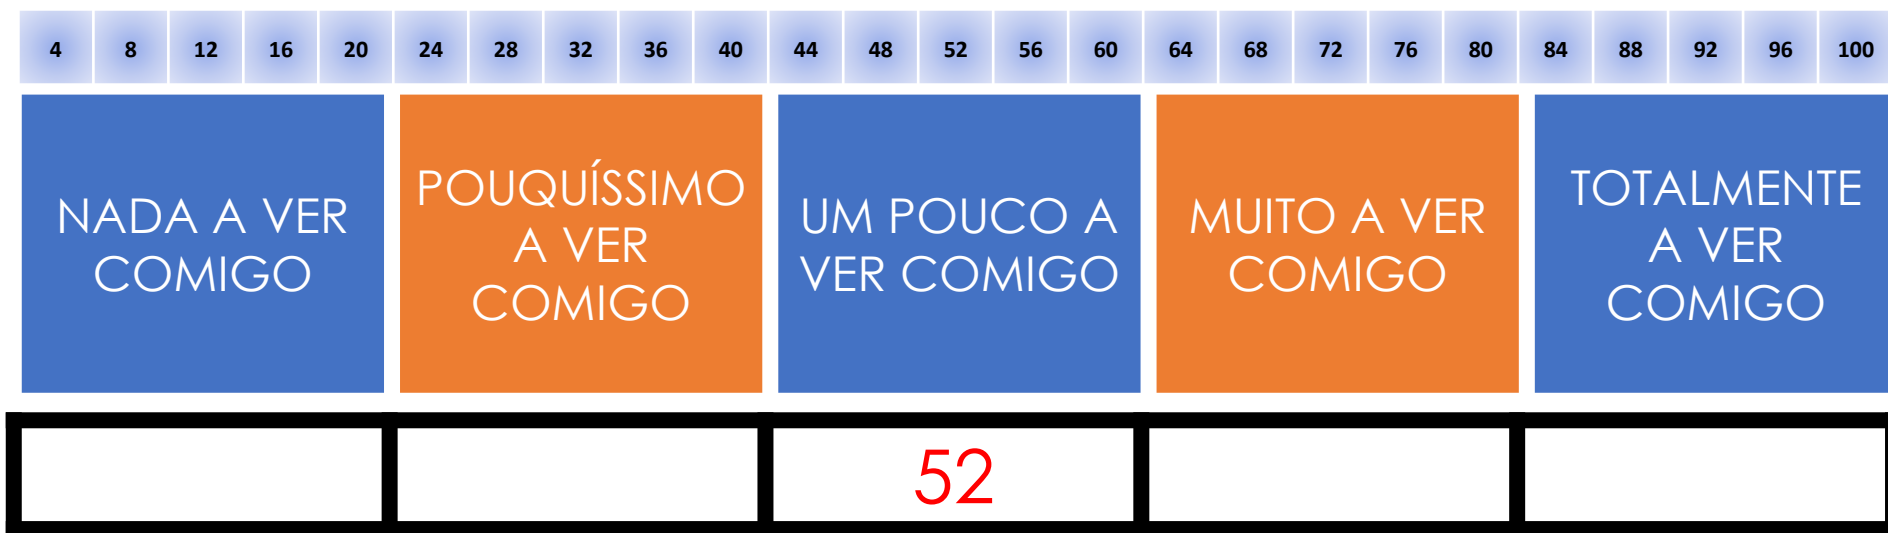 4 8 12 16 20 24 28 32 36 40 44 48 52 56 60 64 68 72 76 80 84 88 92 96 100
NADA A VER
COMIGO
POUQUÍSSIMO
A VER
COMIGO
UM POUCO A
VER COMIGO
MUITO A VER
COMIGO
TOTALMENTE
A VER
COMIGO
52